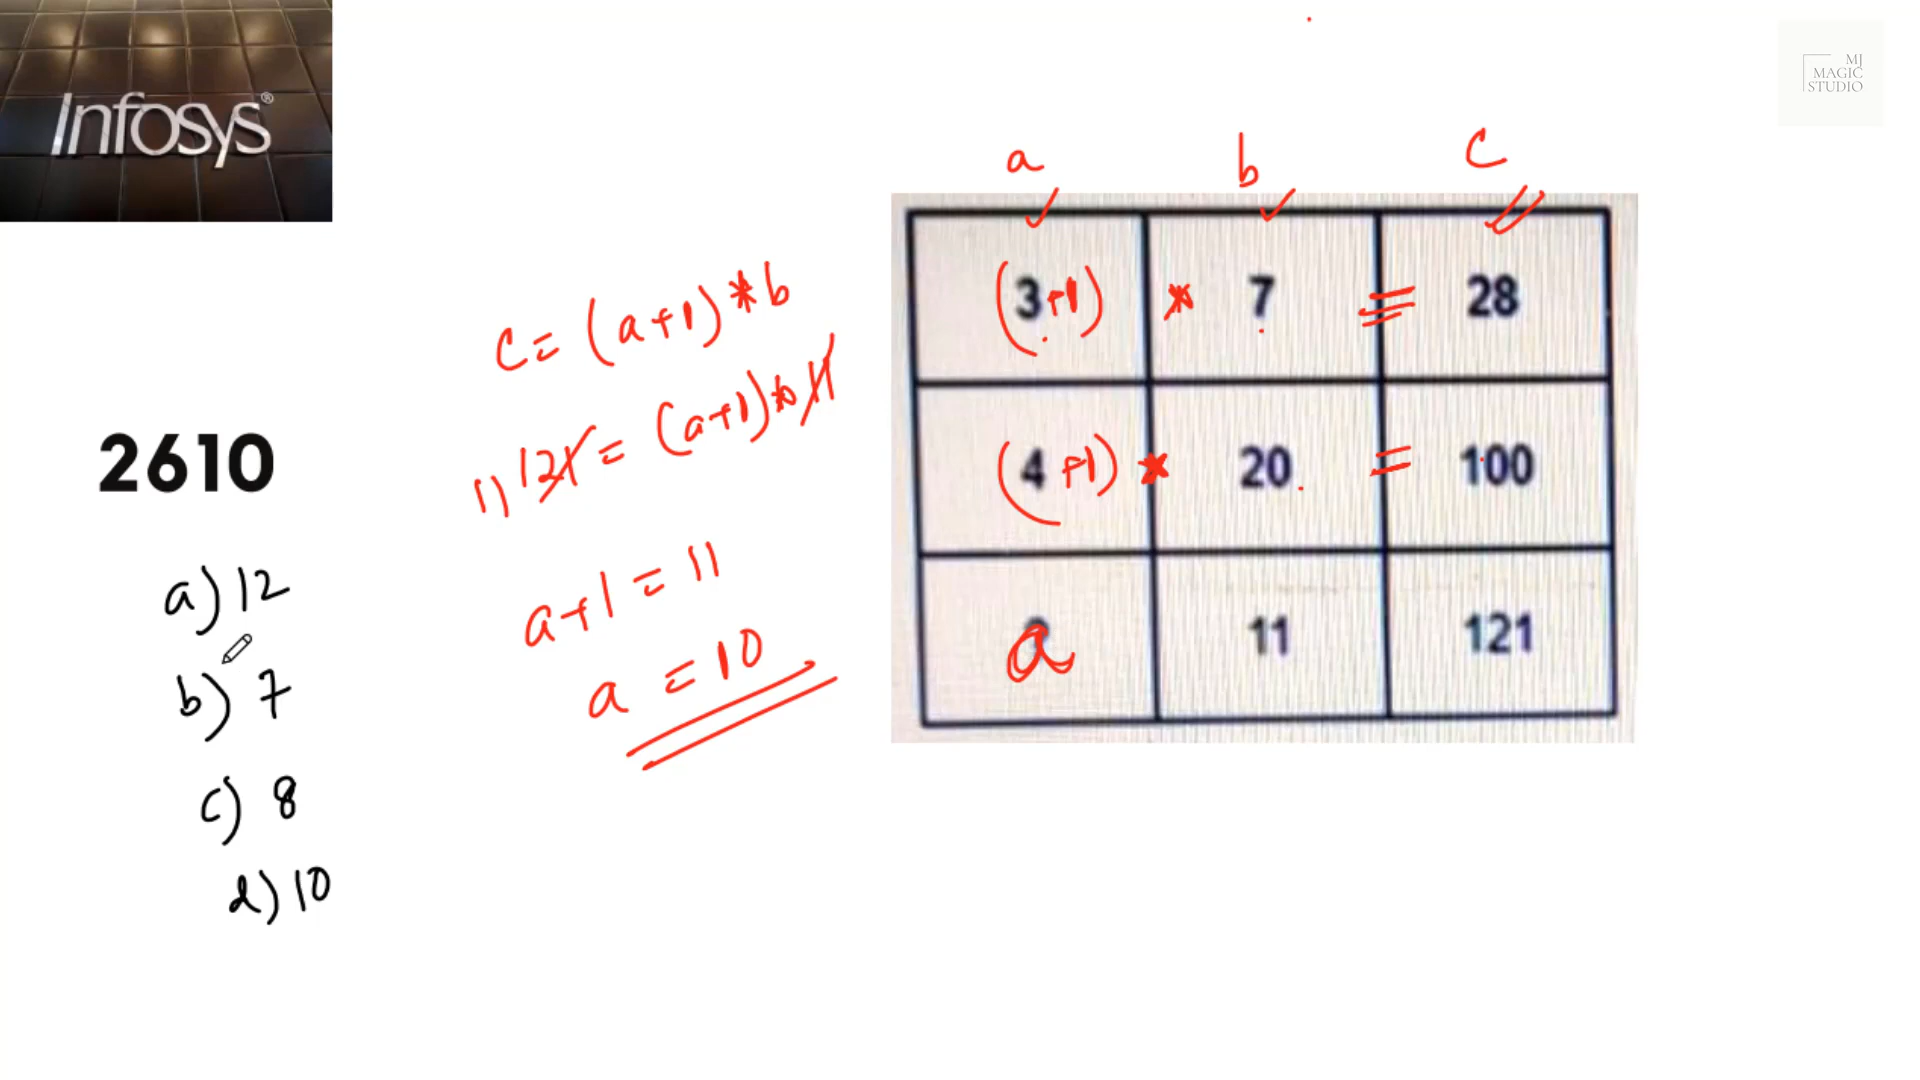 Infosys®
MJ
MAGIC
STUDIO
a b c
(3+1) * 7 = 28
(4+1) * 20 = 100
a 11 121
c = (a+1) * b
11 121 = (a+1) * 11
a+1 = 11
a = 10
2610
a) 12
b) 7
c) 8
d) 10